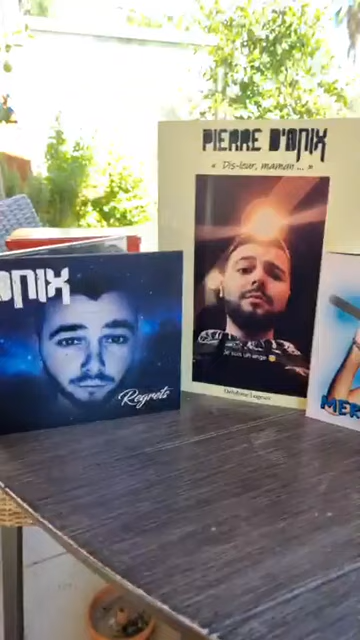 PIERRE D'ONIX
« Dis-leur, maman ... »
Je suis un ange
ONIX
Regrets
MER